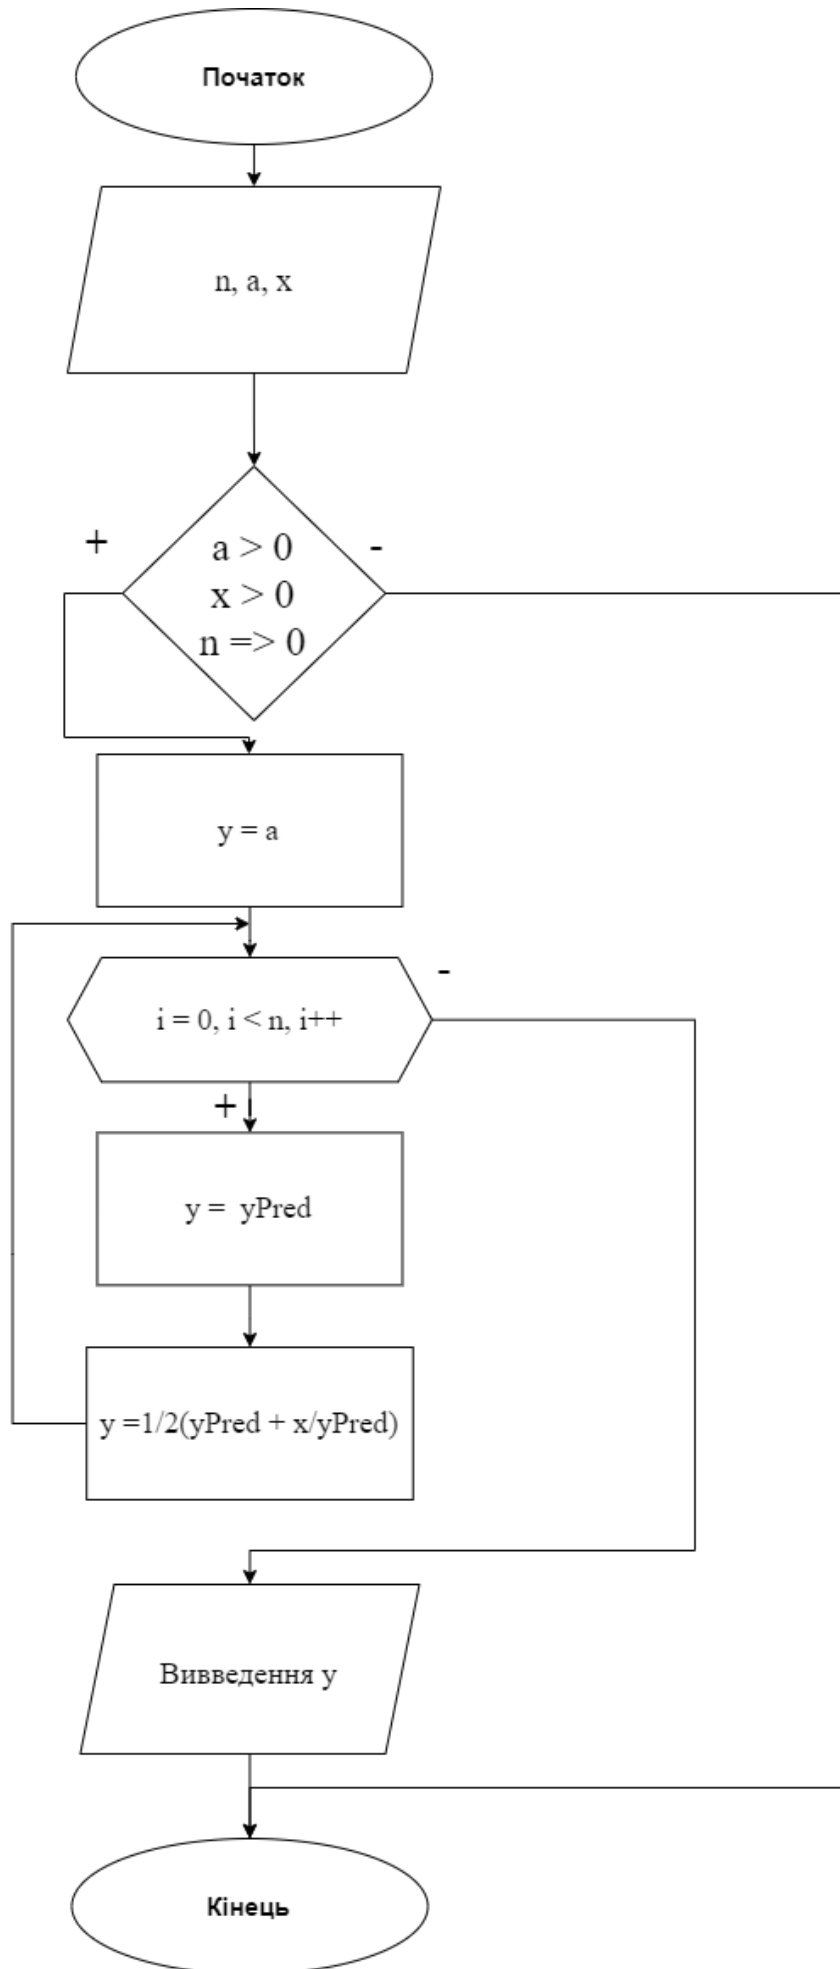 Початок
n, a, x
+
-
a > 0
x > 0
n => 0
y = a
-
i = 0, i < n, i++
+
y = yPred
y =1/2(yPred + x/yPred)
Вивведення y
Кінець